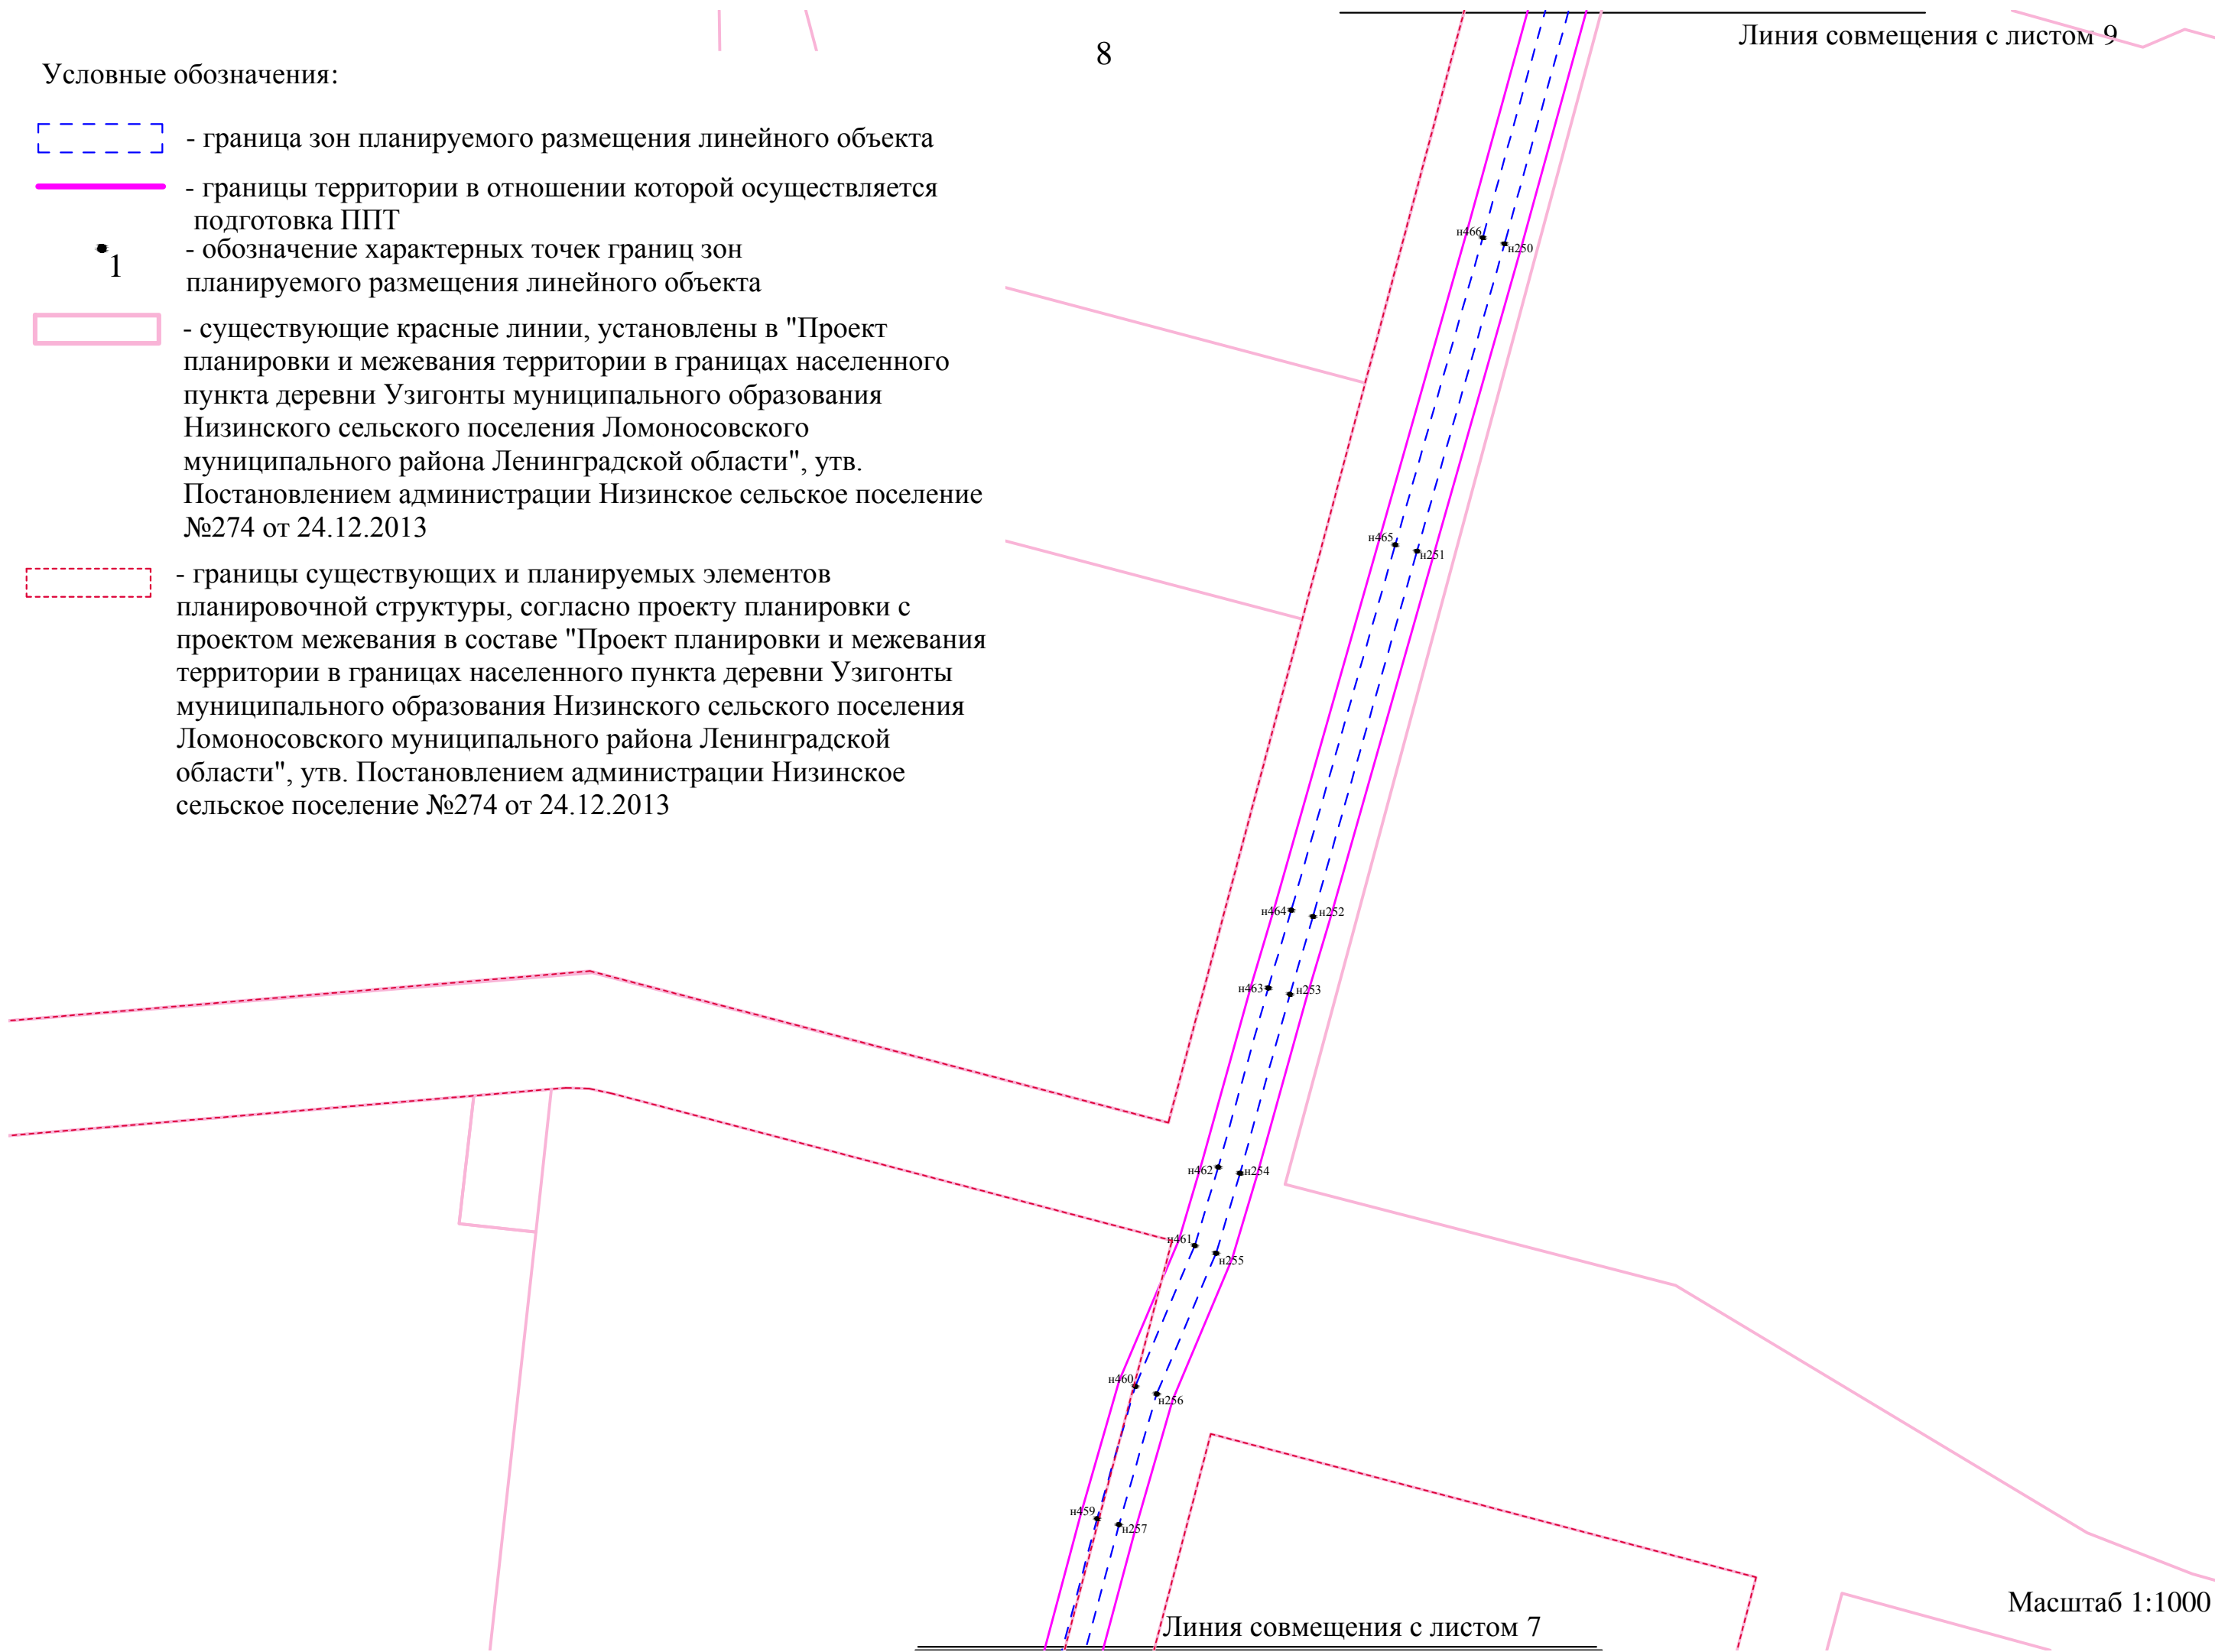 8
Линия совмещения с листом 9
Условные обозначения:
- граница зон планируемого размещения линейного объекта
- границы территории в отношении которой осуществляется
подготовка ППТ
1
- обозначение характерных точек границ зон
планируемого размещения линейного объекта
- существующие красные линии, установлены в "Проект
планировки и межевания территории в границах населенного
пункта деревни Узигонты муниципального образования
Низинского сельского поселения Ломоносовского
муниципального района Ленинградской области", утв.
Постановлением администрации Низинское сельское поселение
№274 от 24.12.2013
- границы существующих и планируемых элементов
планировочной структуры, согласно проекту планировки с
проектом межевания в составе "Проект планировки и межевания
территории в границах населенного пункта деревни Узигонты
муниципального образования Низинского сельского поселения
Ломоносовского муниципального района Ленинградской
области", утв. Постановлением администрации Низинское
сельское поселение №274 от 24.12.2013
н466
н250
н465
н251
н464
н252
н463
н253
н462
н254
н461
н255
н460
н256
н459
н257
Масштаб 1:1000
Линия совмещения с листом 7